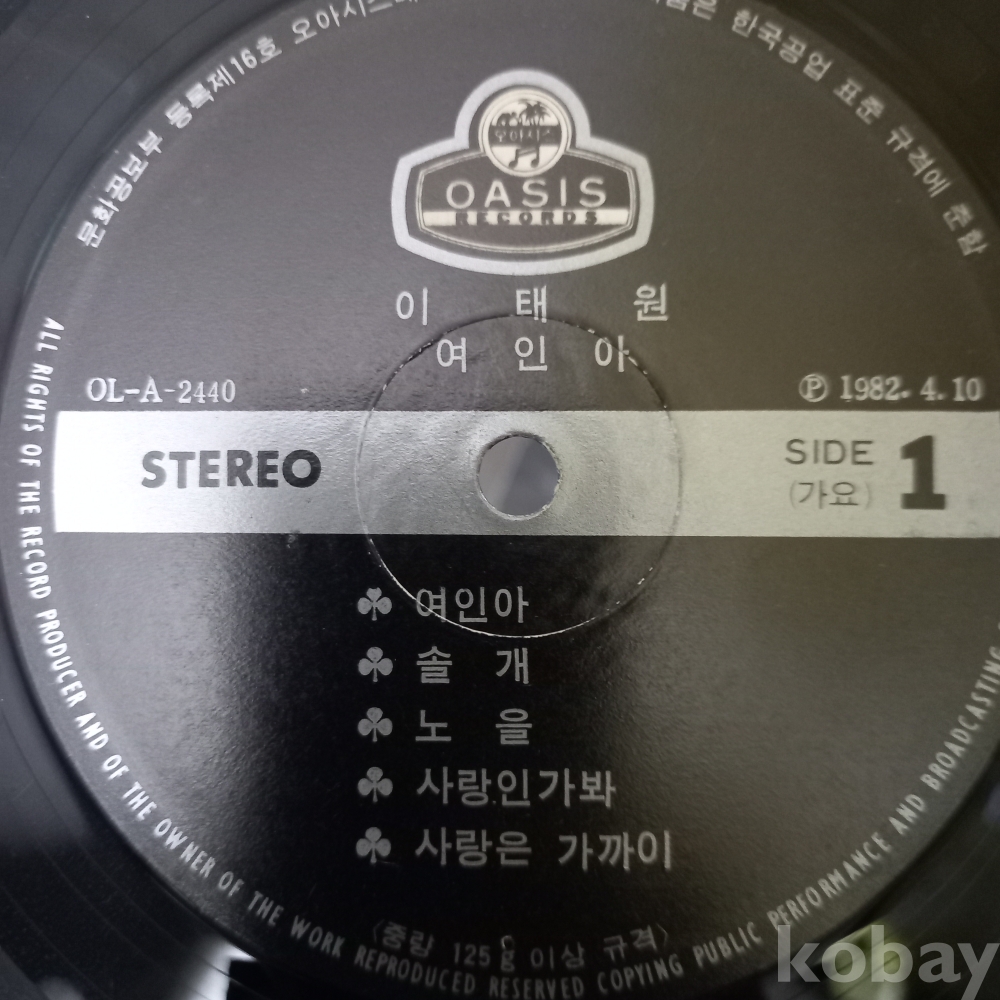 문화공보부 등록제16호 오아시스레
한국공업 표준 규격에 준함
오아시스
OASIS
RECORDS
이 태 원
여 인 아
OL-A-2440
Ⓟ 1982. 4. 10
STEREO
SIDE 1
(가요)
♣ 여인아
♣ 솔 개
♣ 노 을
♣ 사랑인가봐
♣ 사랑은 가까이
〈중량 125g 이상 규격〉
ALL RIGHTS OF THE RECORD PRODUCER AND OF THE OWNER OF THE WORK REPRODUCED RESERVED COPYING PUBLIC PERFORMANCE AND BROADCASTING
kobay